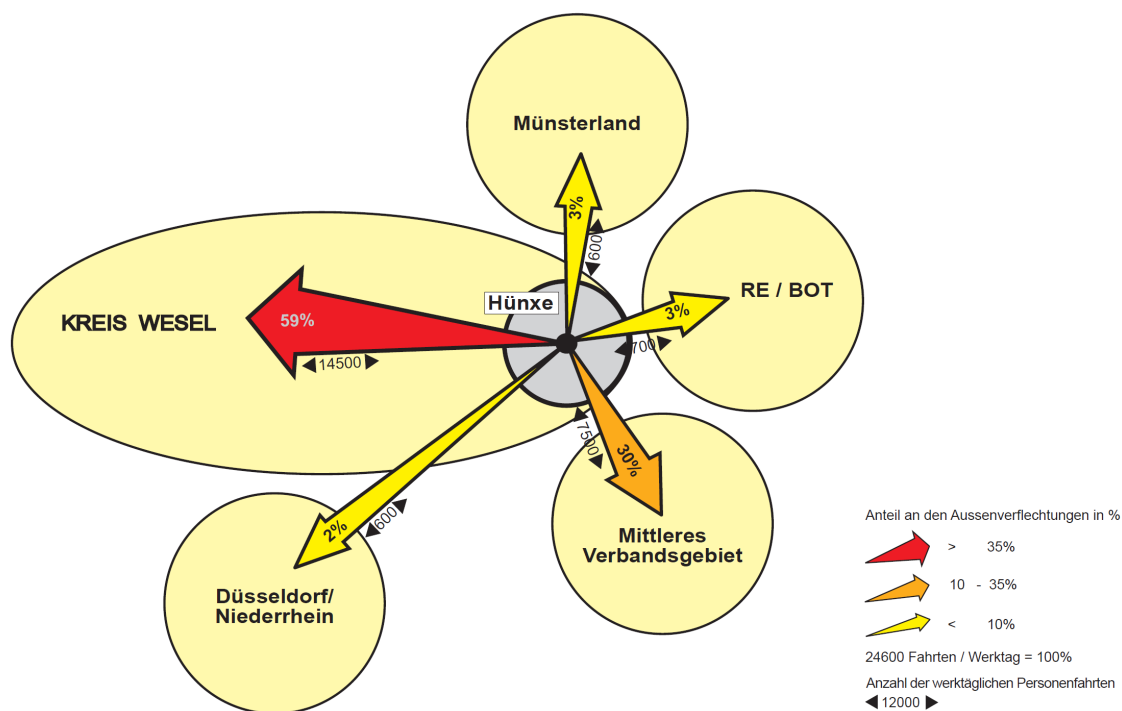 Münsterland
3%
600
RE / BOT
3%
700
Hünxe
KREIS WESEL
59%
14500
7500
30%
Mittleres
Verbandsgebiet
2%
600
Düsseldorf/
Niederrhein
Anteil an den Aussenverflechtungen in %
> 35%
10 - 35%
< 10%
24600 Fahrten / Werktag = 100%
Anzahl der werktäglichen Personenfahrten
12000